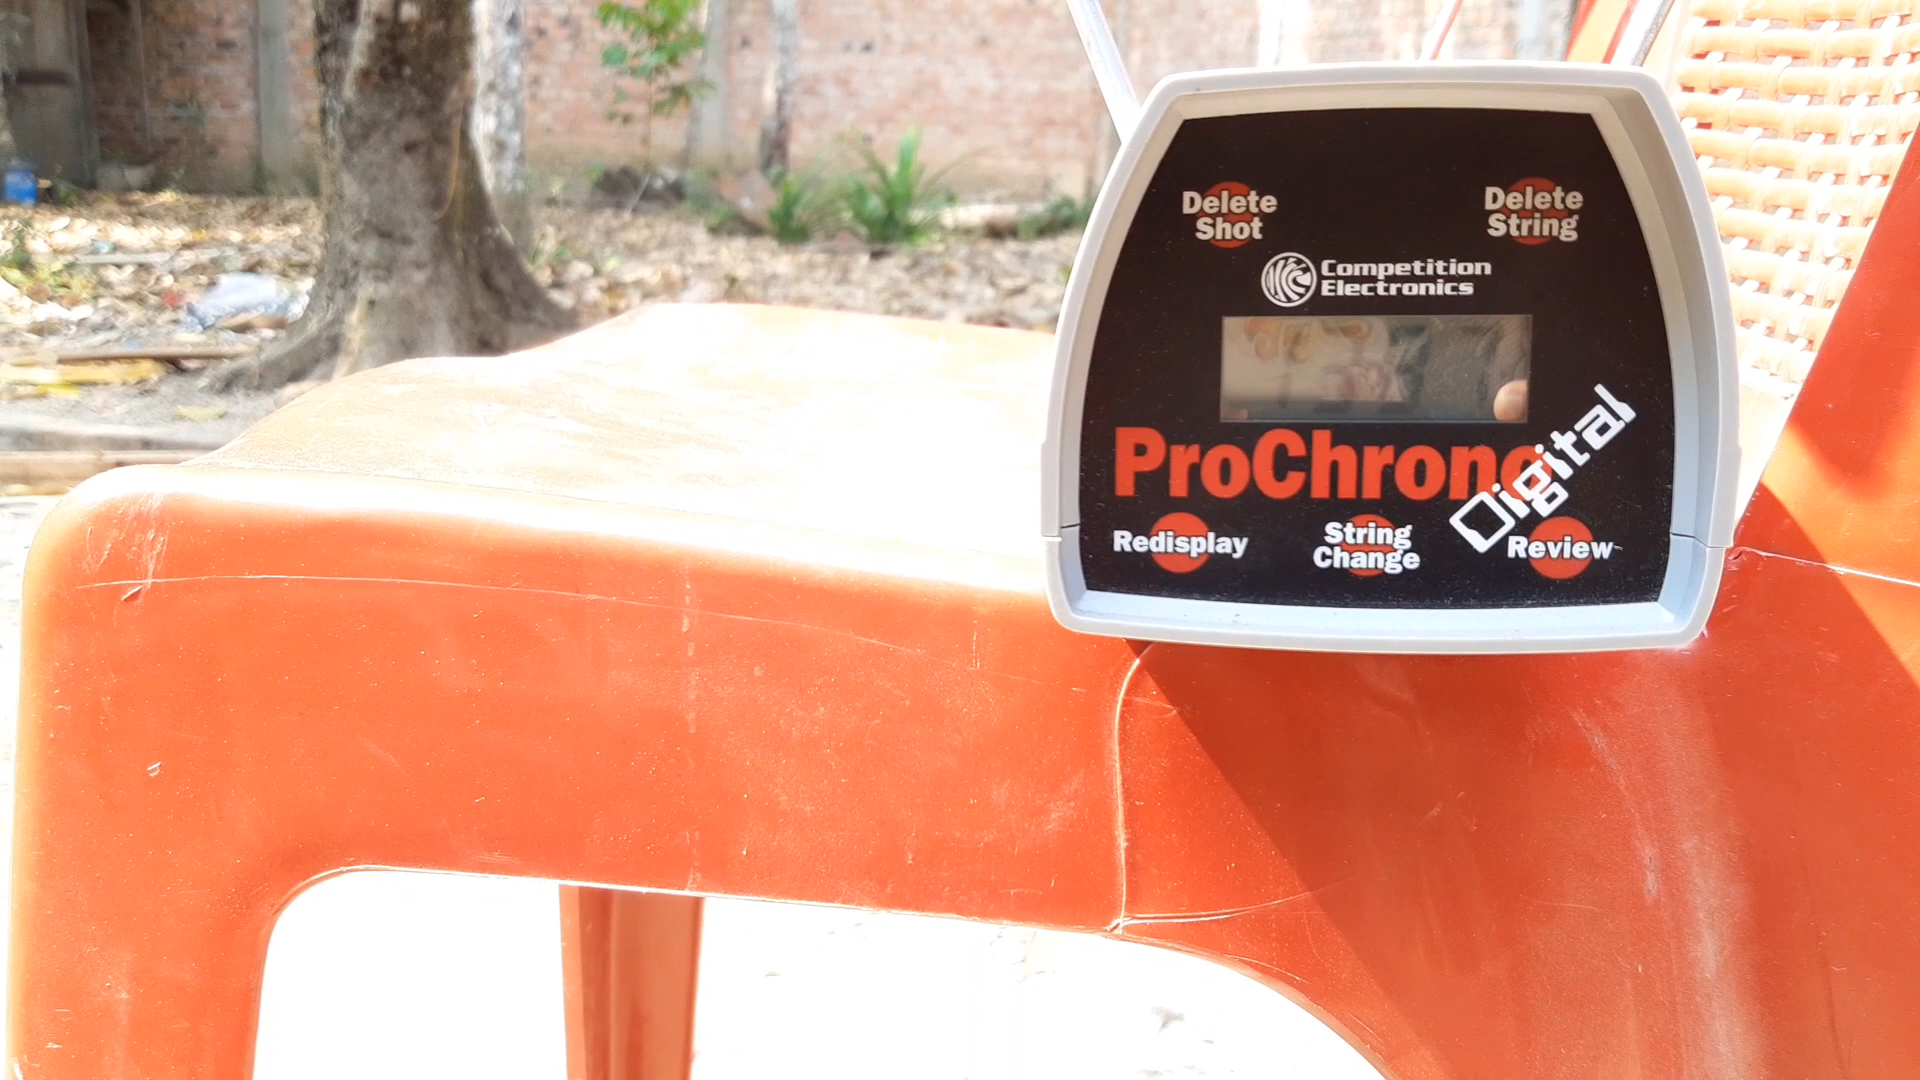 Delete
Shot
Delete
String
Competition
Electronics
ProChrono
Digital
Redisplay
String
Change
Review